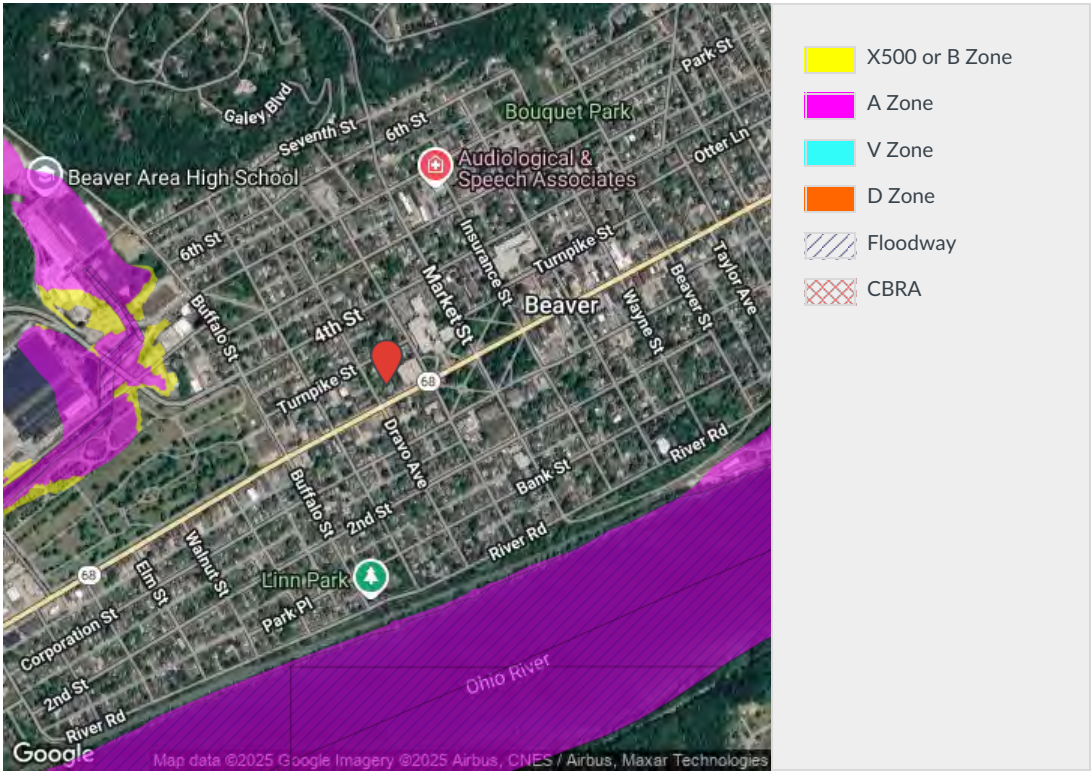 Park St
Galey Blvd
Bouquet Park
Seventh St
6th St
Otter Ln
Audiological &
Speech Associates
Beaver Area High School
6th St
Insurance St
Turnpike St
Taylor Ave
Market St
Beaver St
Buffalo St
Beaver
Wayne St
4th St
Turnpike St
68
Dravo Ave
River Rd
Bank St
Buffalo St
2nd St
River Rd
Walnut St
Elm St
68
Linn Park
Park Pl
Corporation St
Ohio River
2nd St
River Rd
Google
Map data ©2025 Google Imagery ©2025 Airbus, CNES / Airbus, Maxar Technologies
X500 or B Zone
A Zone
V Zone
D Zone
Floodway
CBRA